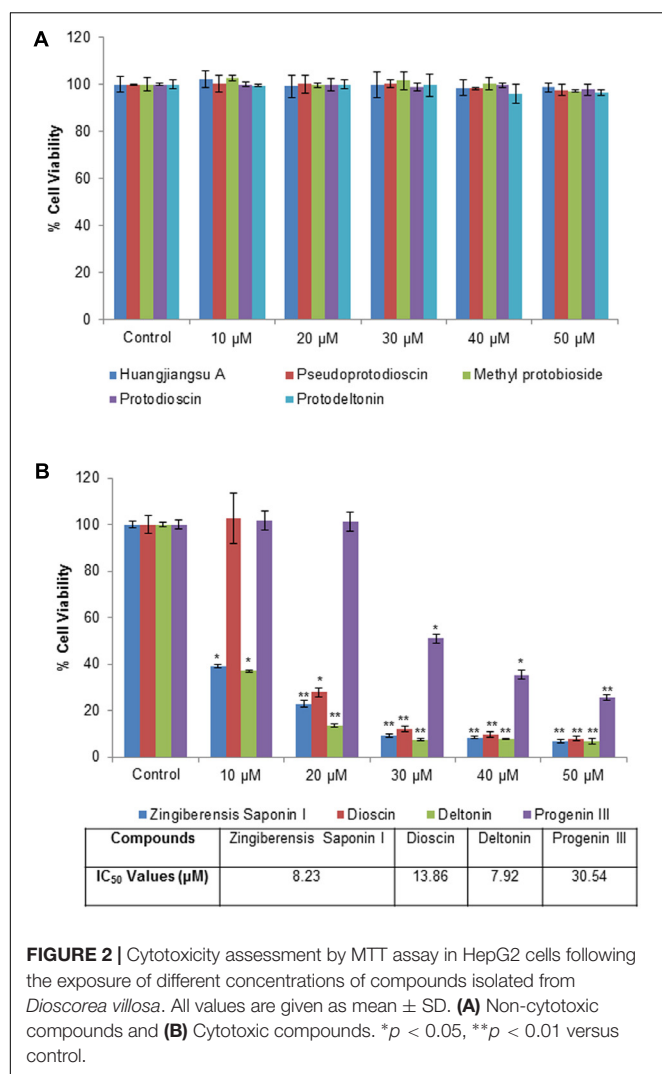 A
120
100
80
60
40
20
0
% Cell Viability
Control 10 µM 20 µM 30 µM 40 µM 50 µM
Huangjiangsu A Pseudoprotodioscin Methyl protobioside
Protodioscin Protodeltonin
B
120
100
80
60
40
20
0
% Cell Viability
* *
** * **
** ** ** *
** ** ** *
** ** ** **
Control 10 µM 20 µM 30 µM 40 µM 50 µM
Zingiberensis Saponin I Dioscin Deltonin Progenin III
Compounds Zingiberensis Saponin I Dioscin Deltonin Progenin III
IC50 Values (µM) 8.23 13.86 7.92 30.54
FIGURE 2 | Cytotoxicity assessment by MTT assay in HepG2 cells following
the exposure of different concentrations of compounds isolated from
Dioscorea villosa. All values are given as mean ± SD. (A) Non-cytotoxic
compounds and (B) Cytotoxic compounds. *p < 0.05, **p < 0.01 versus
control.